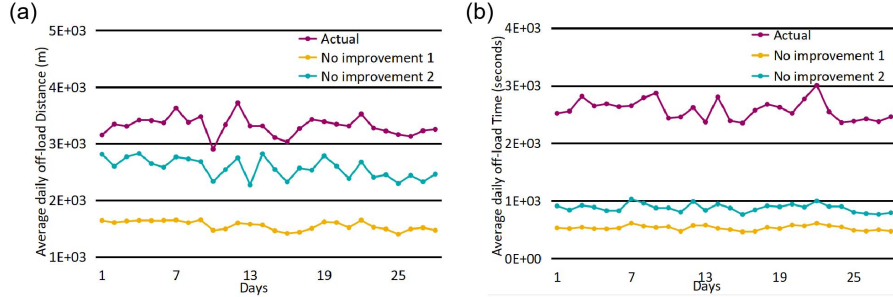 (a)
Average daily off-load Distance (m)
5E+03
4E+03
3E+03
2E+03
1E+03
Actual
No improvement 1
No improvement 2
1 7 13 19 25
Days
(b)
Average daily off-load Time (seconds)
4E+03
3E+03
2E+03
1E+03
0E+00
Actual
No improvement 1
No improvement 2
1 7 13 19 25
Days